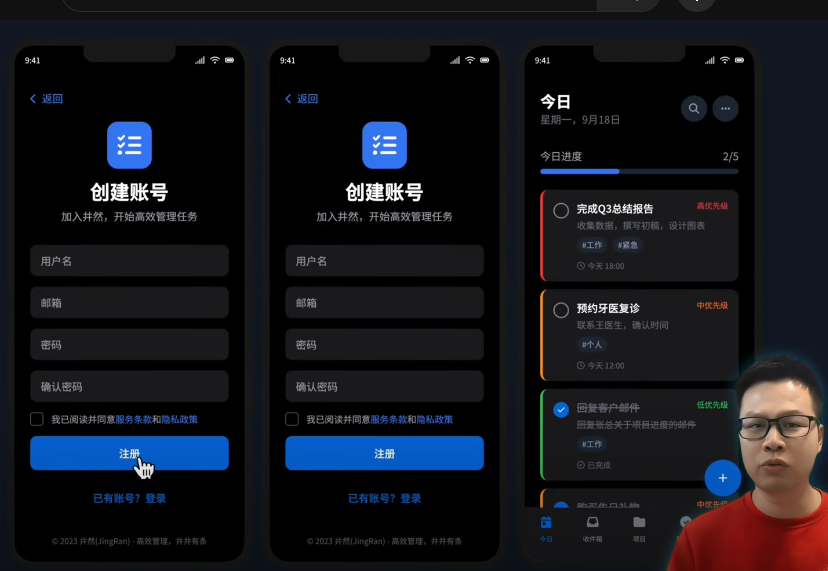 9:41
返回
创建账号
加入井然，开始高效管理任务
用户名
邮箱
密码
确认密码
我已阅读并同意服务条款和隐私政策
注册
已有账号？登录
© 2023 井然(JingRan) - 高效管理，井井有条
9:41
返回
创建账号
加入井然，开始高效管理任务
用户名
邮箱
密码
确认密码
我已阅读并同意服务条款和隐私政策
注册
已有账号？登录
© 2023 井然(JingRan) - 高效管理，井井有条
9:41
今日
星期一，9月18日
今日进度
2/5
完成Q3总结报告
高优先级
收集数据，撰写初稿，设计图表
#工作 #紧急
今天 18:00
预约牙医复诊
中优先级
联系王医生，确认时间
#个人
今天 12:00
回复客户邮件
低优先级
回复张总关于项目进度的邮件
#工作
已完成
中优先级
今日 收件箱 项目